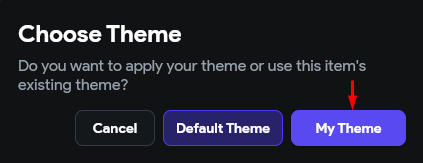 Choose Theme
Do you want to apply your theme or use this item's
existing theme?
Cancel
Default Theme
My Theme